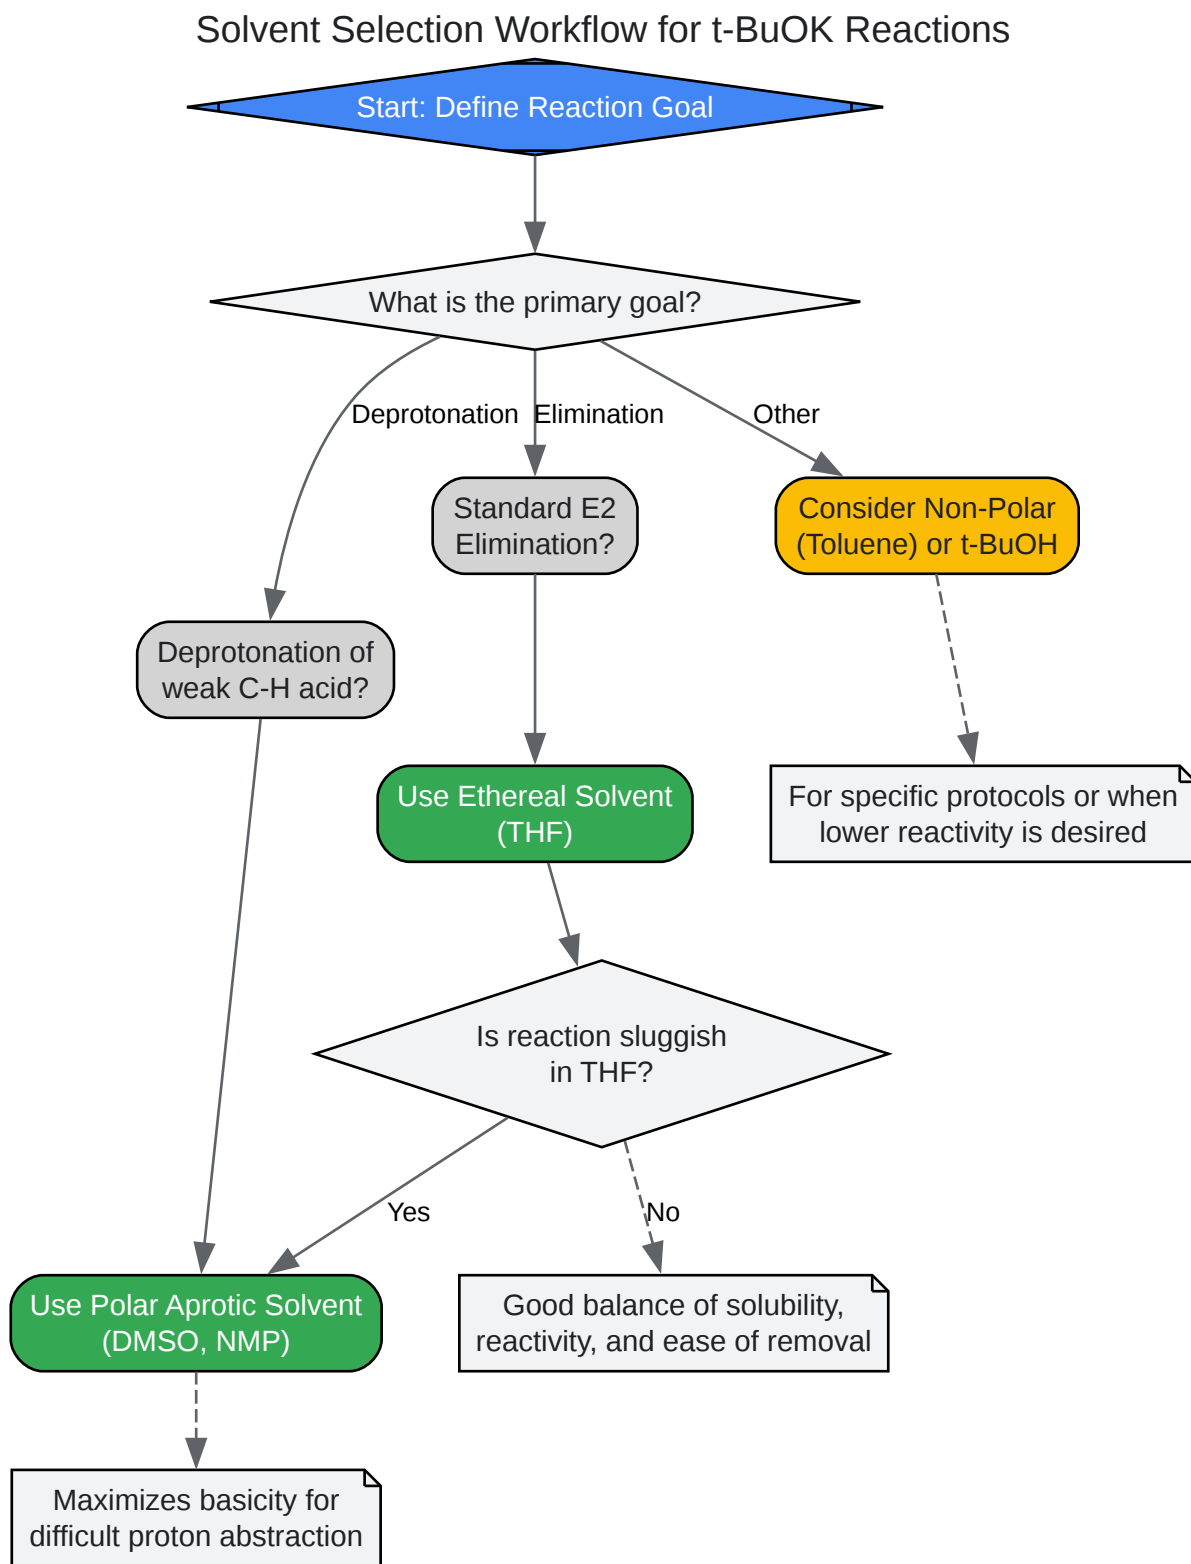 Solvent Selection Workflow for t-BuOK Reactions
Start: Define Reaction Goal
What is the primary goal?
Deprotonation
Elimination
Other
Standard E2
Elimination?
Consider Non-Polar
(Toluene) or t-BuOH
Deprotonation of
weak C-H acid?
Use Ethereal Solvent
(THF)
For specific protocols or when
lower reactivity is desired
Is reaction sluggish
in THF?
Yes
No
Use Polar Aprotic Solvent
(DMSO, NMP)
Good balance of solubility,
reactivity, and ease of removal
Maximizes basicity for
difficult proton abstraction